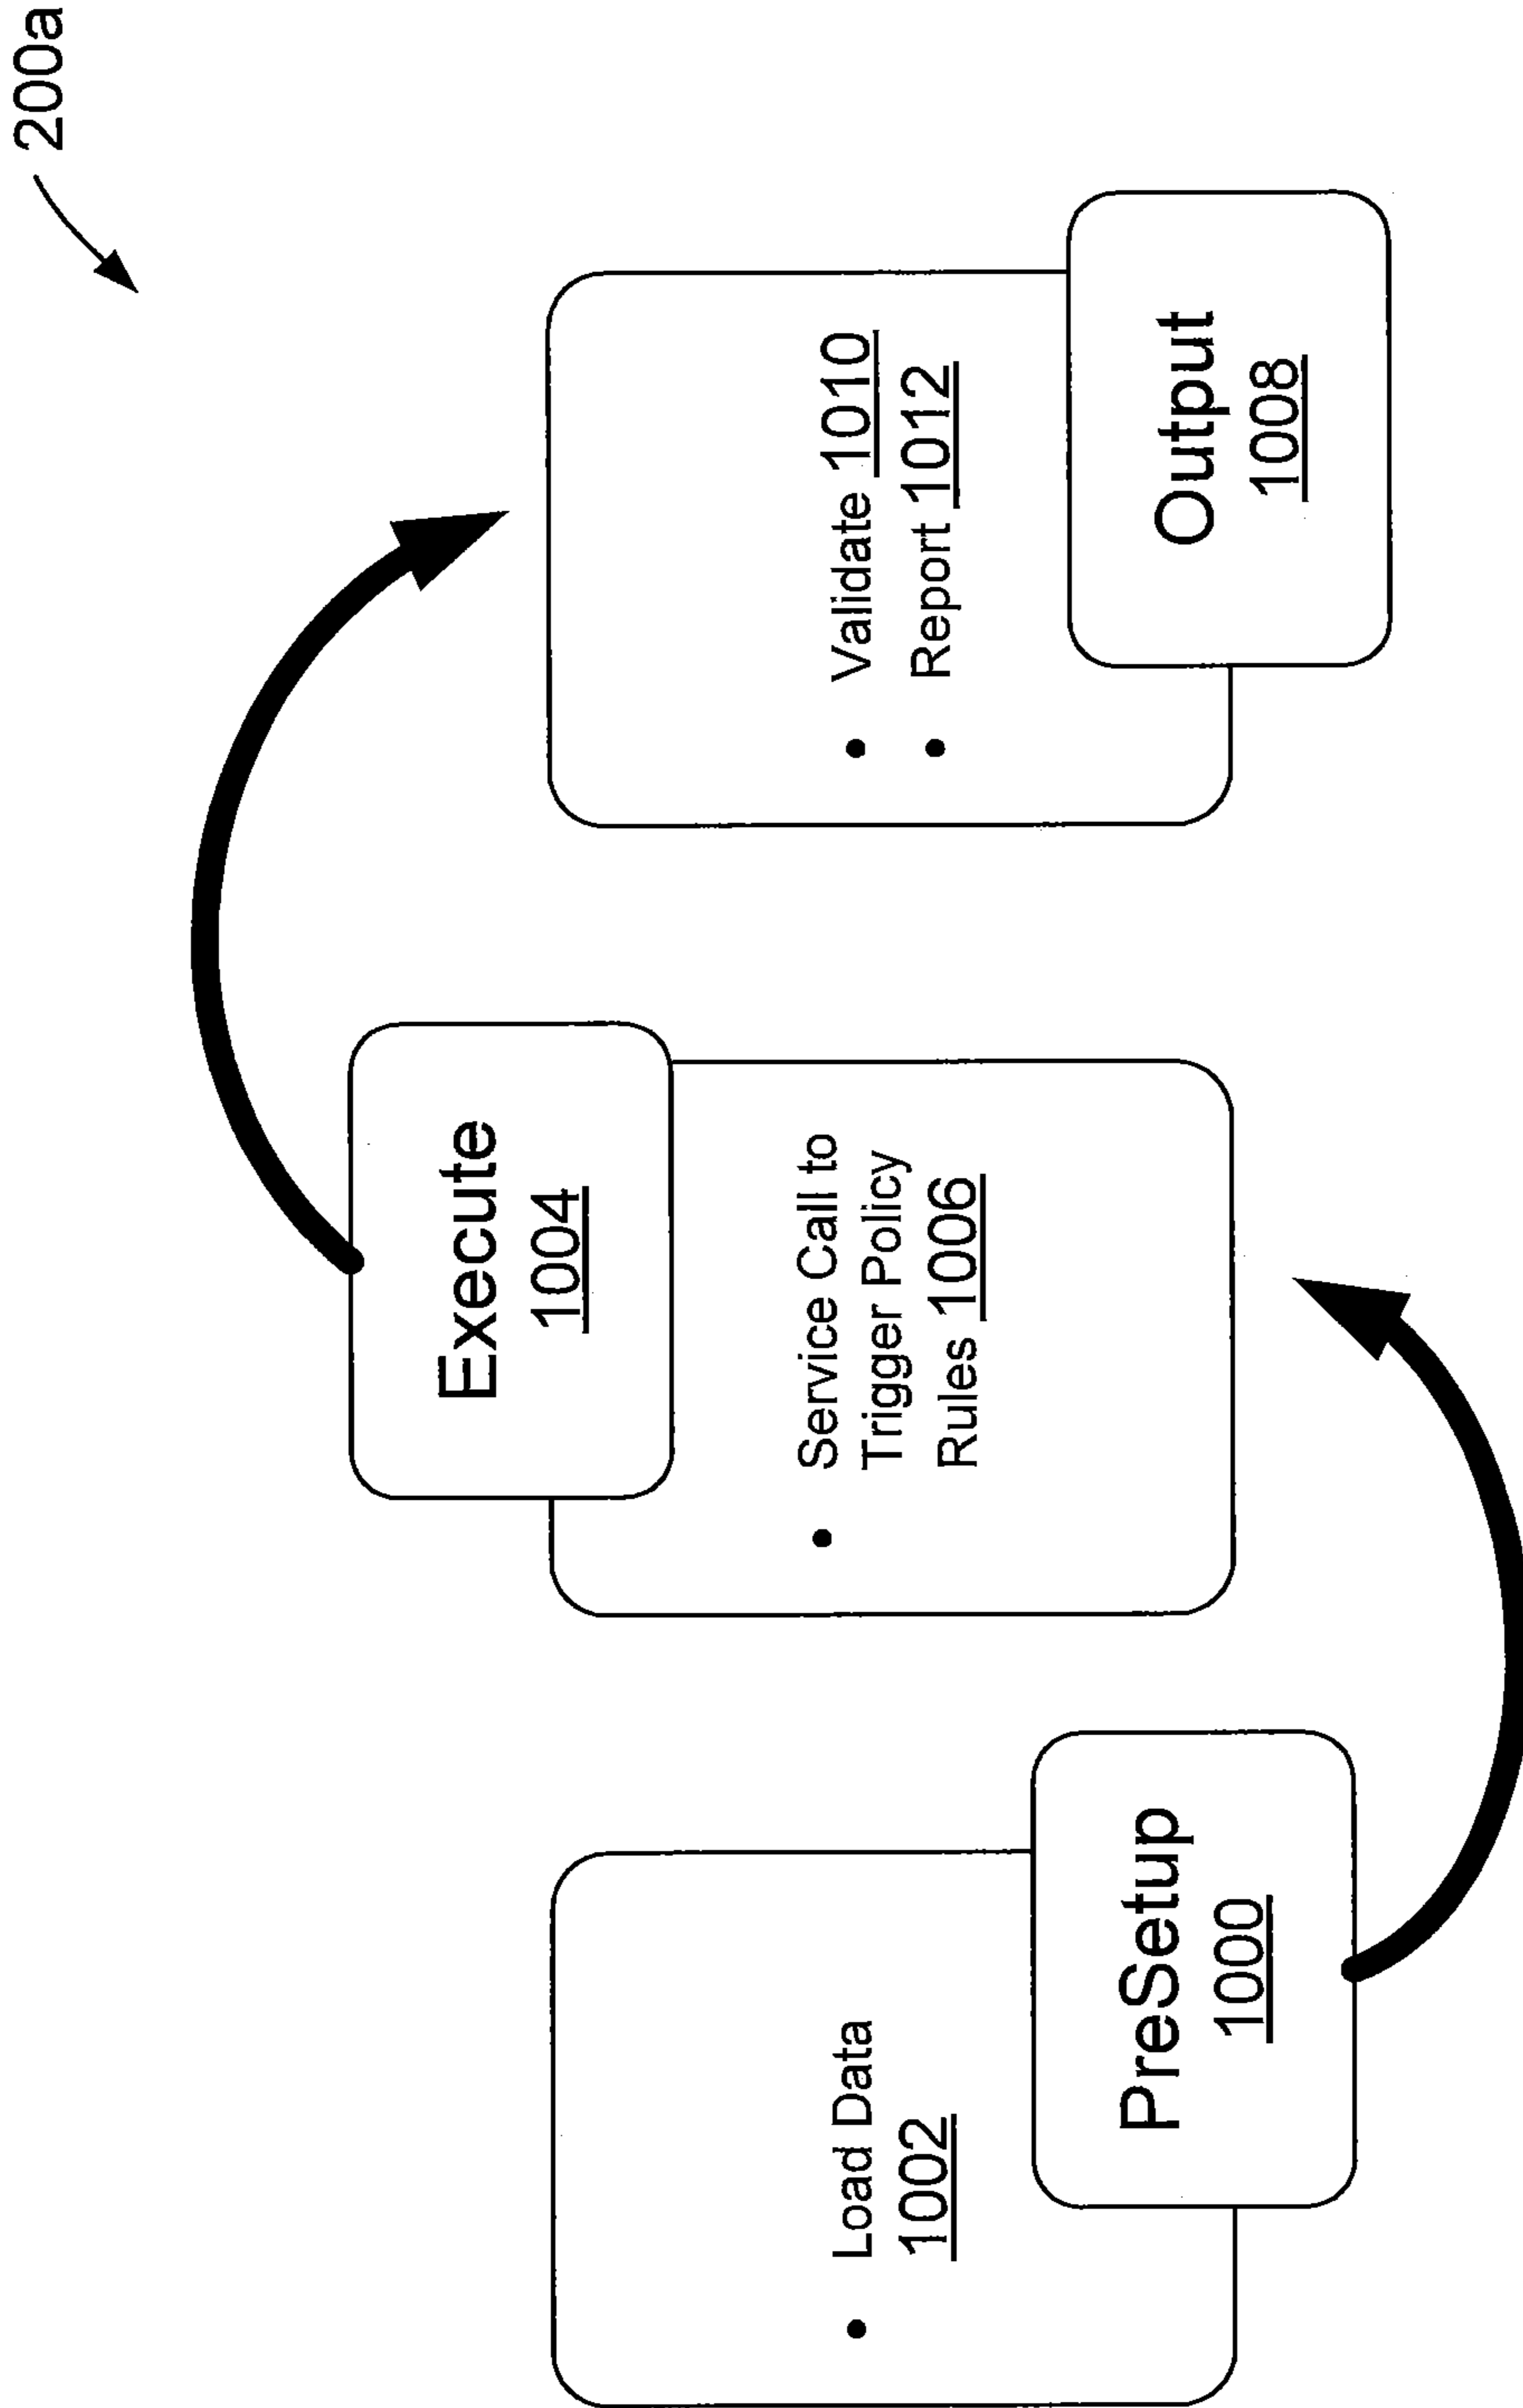 200a
• Load Data
1002
PreSetup
1000
Execute
1004
• Service Call to
Trigger Policy
Rules 1006
• Validate 1010
• Report 1012
Output
1008